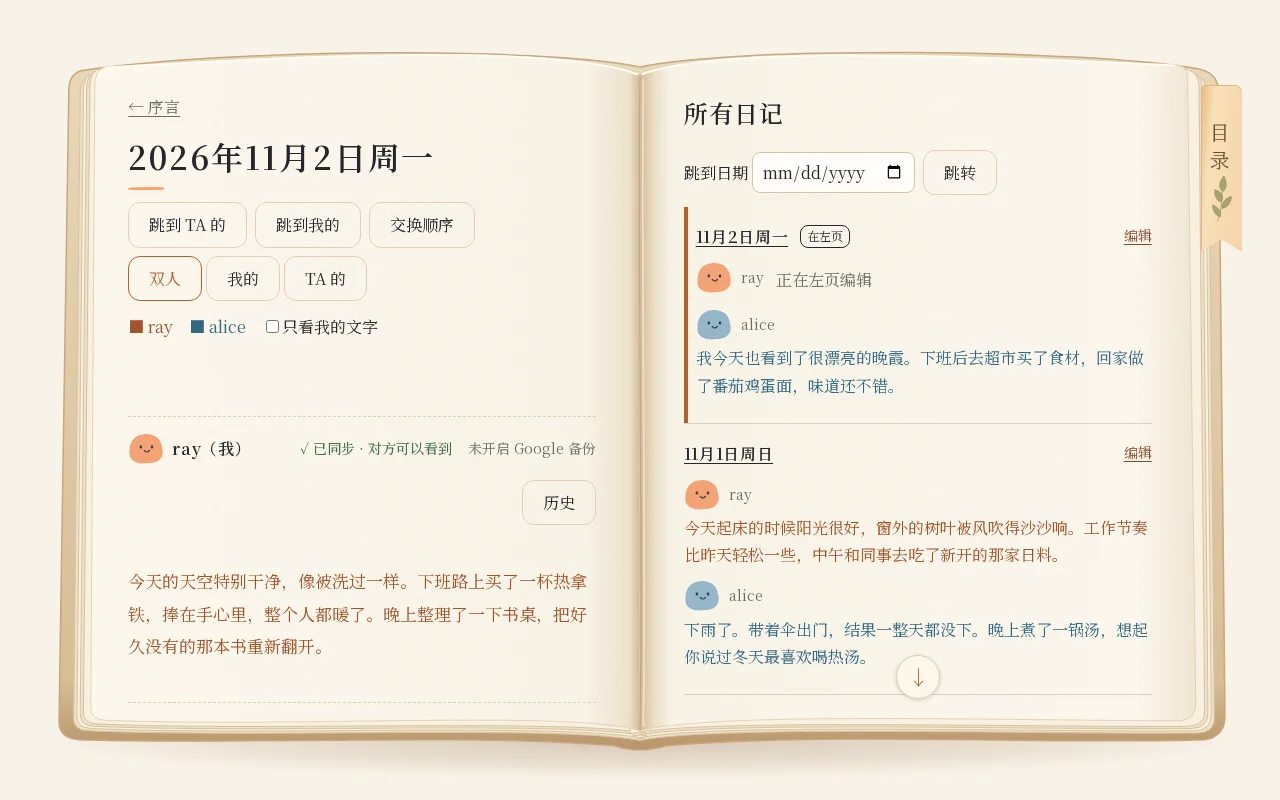 ← 序言
2026年11月2日周一
跳到 TA 的 跳到我的 交换顺序
双人 我的 TA 的
ray alice 只看我的文字
ray（我） √ 已同步 · 对方可以看到 未开启 Google 备份
历史
今天的天空特别干净，像被洗过一样。下班路上买了一杯热拿
铁，捧在手心里，整个人都暖了。晚上整理了一下书桌，把好
久没有的那本书重新翻开。
所有日记
跳到日期 mm/dd/yyyy 跳转
11月2日周一 在左页 编辑
ray 正在左页编辑
alice
我今天也看到了很漂亮的晚霞。下班后去超市买了食材，回家做
了番茄鸡蛋面，味道还不错。
11月1日周日 编辑
ray
今天起床的时候阳光很好，窗外的树叶被风吹得沙沙响。工作节奏
比昨天轻松一些，中午和同事去吃了新开的那家日料。
alice
下雨了。带着伞出门，结果一整天都没下。晚上煮了一锅汤，想起
你说过冬天最喜欢喝热汤。
↓
目
录